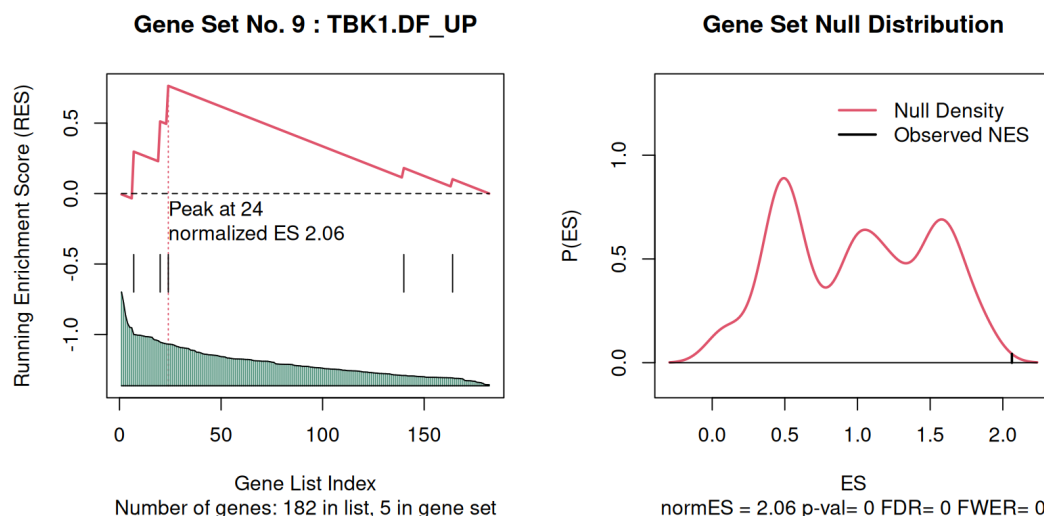 Gene Set No. 9 : TBK1.DF_UP
Running Enrichment Score (RES)
0.5
0.0
-0.5
-1.0
Peak at 24
normalized ES 2.06
0 50 100 150
Gene List Index
Number of genes: 182 in list, 5 in gene set
Gene Set Null Distribution
P(ES)
1.0
0.5
0.0
Null Density
Observed NES
0.0 0.5 1.0 1.5 2.0
ES
normES = 2.06 p-val= 0 FDR= 0 FWER= 0